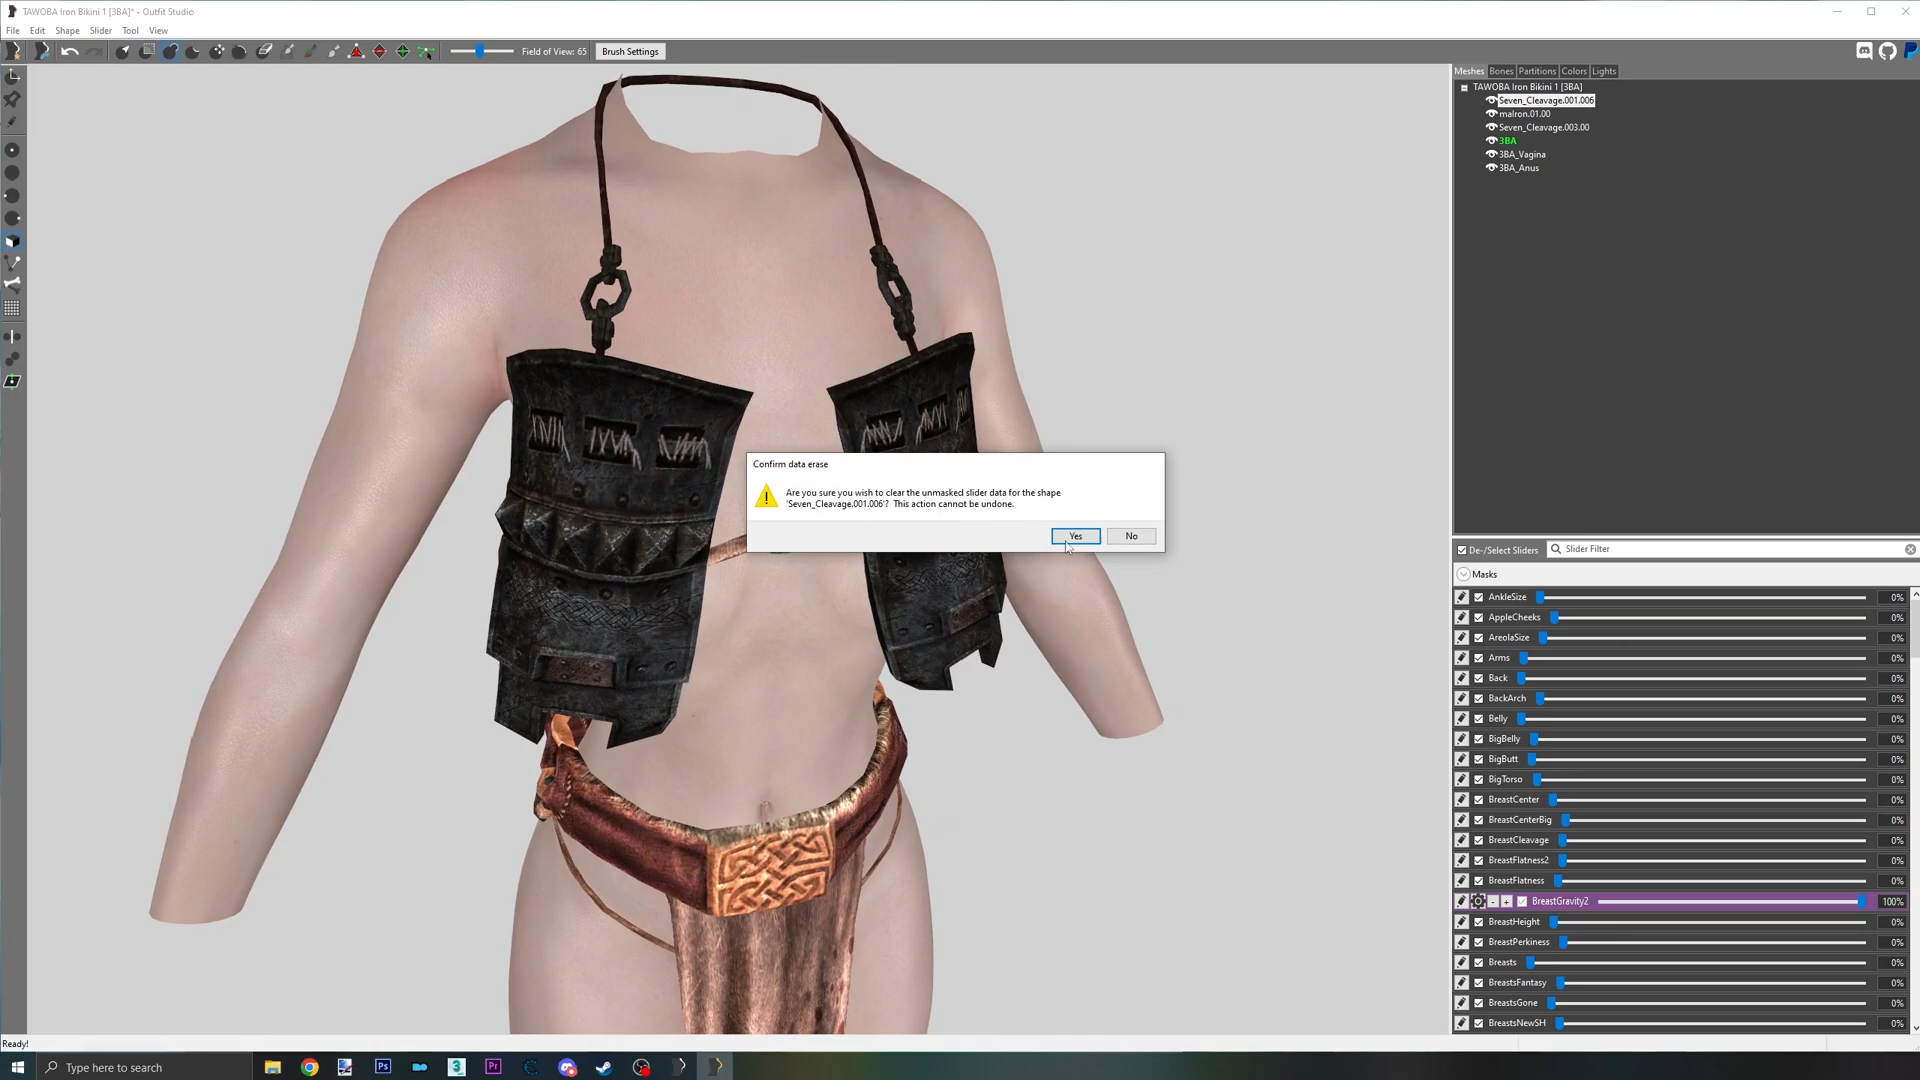 TAWOBA Iron Bikini 1 [3BA]* - Outfit Studio
File Edit Shape Slider Tool View
Field of View: 65 Brush Settings
Meshes Bones Partitions Colors Lights
TAWOBA Iron Bikini 1 [3BA]
Seven_Cleavage.001.006
malron.01.00
Seven_Cleavage.003.00
3BA
3BA_Vagina
3BA_Anus
Confirm data erase
Are you sure you wish to clear the unmasked slider data for the shape
'Seven_Cleavage.001.006'? This action cannot be undone.
Yes No
De-/Select Sliders Slider Filter
Masks
AnkleSize 0%
AppleCheeks 0%
AreolaSize 0%
Arms 0%
Back 0%
BackArch 0%
Belly 0%
BigBelly 0%
BigButt 0%
BigTorso 0%
BreastCenter 0%
BreastCenterBig 0%
BreastCleavage 0%
BreastFlatness2 0%
BreastFlatness 0%
- + BreastGravity2 100%
BreastHeight 0%
BreastPerkiness 0%
Breasts 0%
BreastsFantasy 0%
BreastsGone 0%
BreastsNewSH 0%
Ready!
Type here to search
Ps
3
Pr